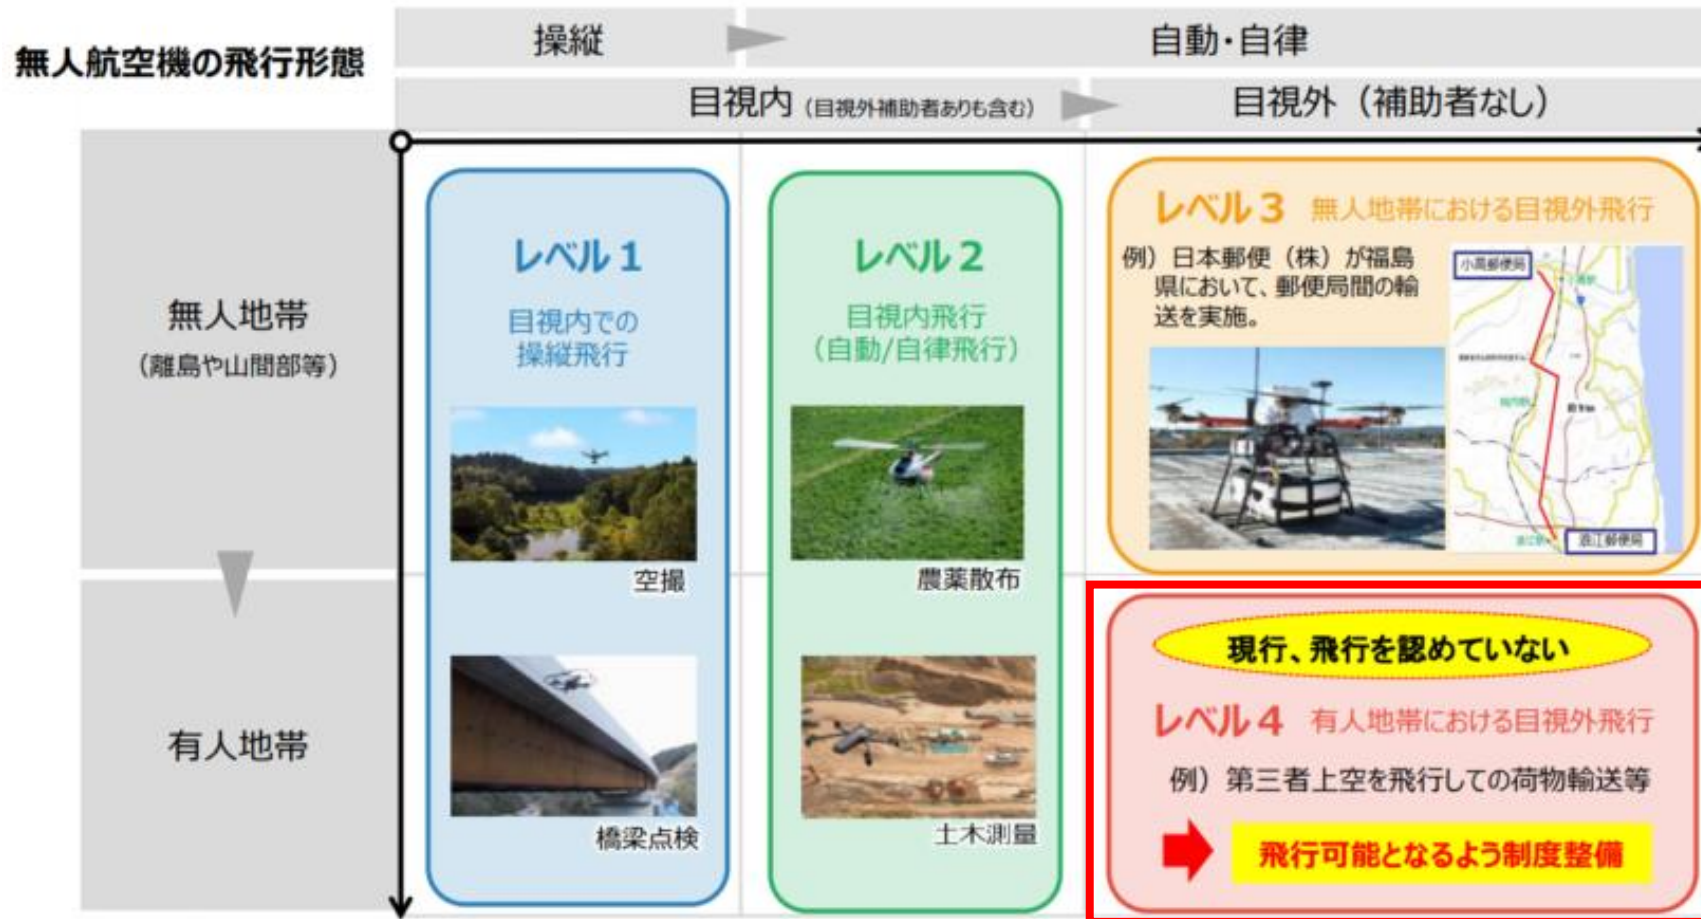 無人航空機の飛行形態
操縦
自動・自律
目視内（目視外補助者ありも含む）
目視外（補助者なし）
無人地帯
（離島や山間部等）
有人地帯
レベル１
目視内での
操縦飛行
空撮
橋梁点検
レベル２
目視内飛行
（自動/自律飛行）
農薬散布
土木測量
レベル３ 無人地帯における目視外飛行
例）日本郵便（株）が福島
県において、郵便局間の輸
送を実施。
小高郵便局
浪江郵便局
現行、飛行を認めていない
レベル４ 有人地帯における目視外飛行
例）第三者上空を飛行しての荷物輸送等
飛行可能となるよう制度整備